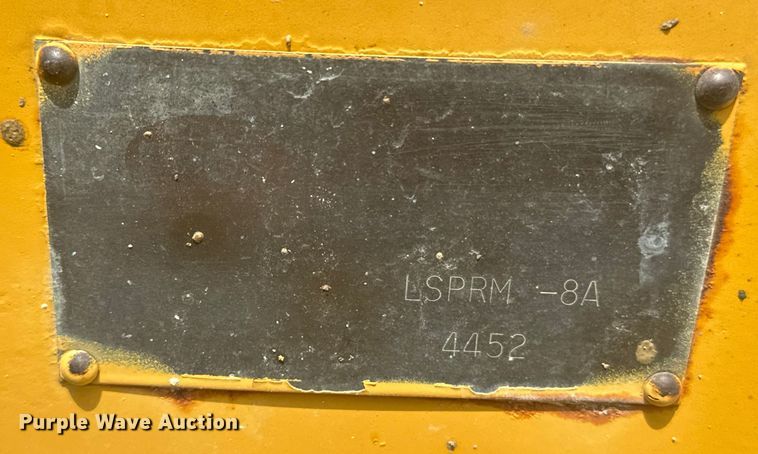 LSPRM -8A
4452
Purple Wave Auction